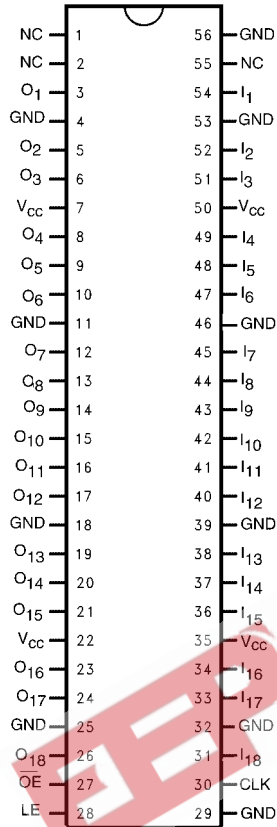 NC 1 56 GND
NC 2 55 NC
O1 3 54 I1
GND 4 53 GND
O2 5 52 I2
O3 6 51 I3
Vcc 7 50 Vcc
O4 8 49 I4
O5 9 48 I5
O6 10 47 I6
GND 11 46 GND
O7 12 45 I7
O8 13 44 I8
O9 14 43 I9
O10 15 42 I10
O11 16 41 I11
O12 17 40 I12
GND 18 39 GND
O13 19 38 I13
O14 20 37 I14
O15 21 36 I15
Vcc 22 35 Vcc
O16 23 34 I16
O17 24 33 I17
GND 25 32 GND
O18 26 31 I18
O̅E̅ 27 30 CLK
LE 28 29 GND